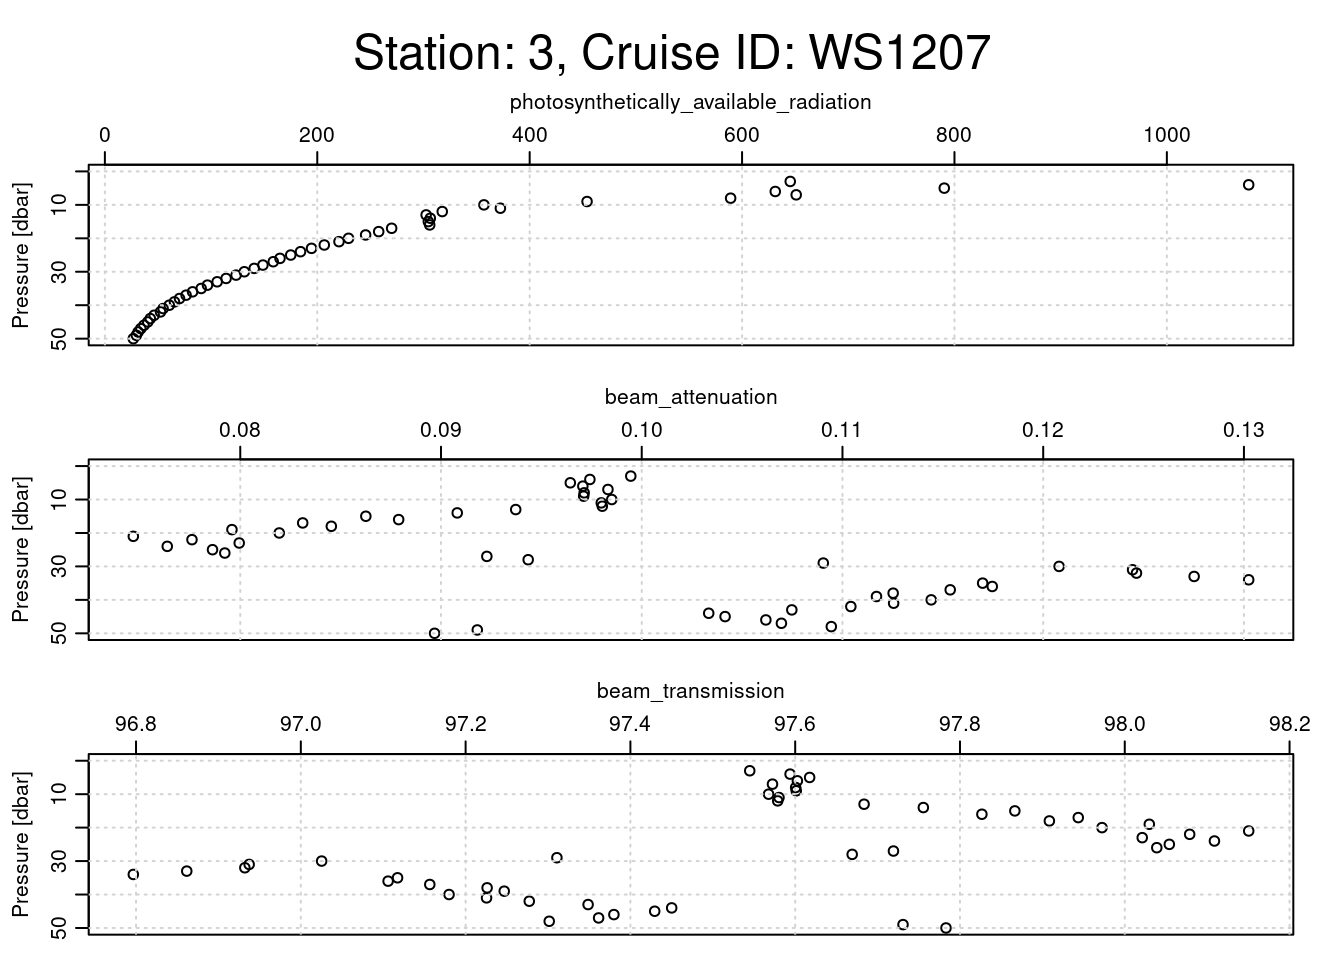 Station: 3, Cruise ID: WS1207
photosynthetically_available_radiation
0 200 400 600 800 1000
Pressure [dbar]
10
30
50
beam_attenuation
0.08 0.09 0.10 0.11 0.12 0.13
Pressure [dbar]
10
30
50
beam_transmission
96.8 97.0 97.2 97.4 97.6 97.8 98.0 98.2
Pressure [dbar]
10
30
50